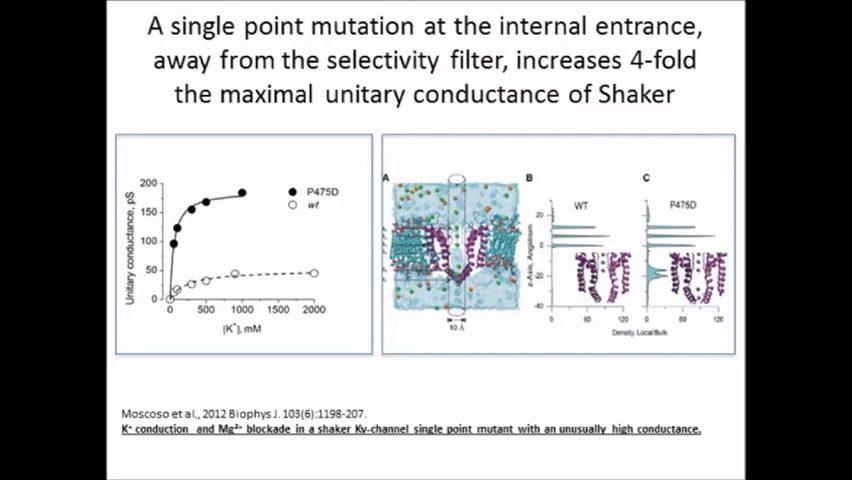 A single point mutation at the internal entrance,
away from the selectivity filter, increases 4-fold
the maximal unitary conductance of Shaker
Unitary conductance, pS
200
150
100
50
0
0 500 1000 1500 2000
[K⁺], mM
P475D
wt
A
10 Å
B
WT
z-Axis, Angstrom
20
0
-20
-40
0 60 120
C
P475D
0 60 120
Density, Local/Bulk
Moscoso et al., 2012 Biophys J. 103(6):1198-207.
K⁺ conduction and Mg²⁺ blockade in a shaker Kv-channel single point mutant with an unusually high conductance.